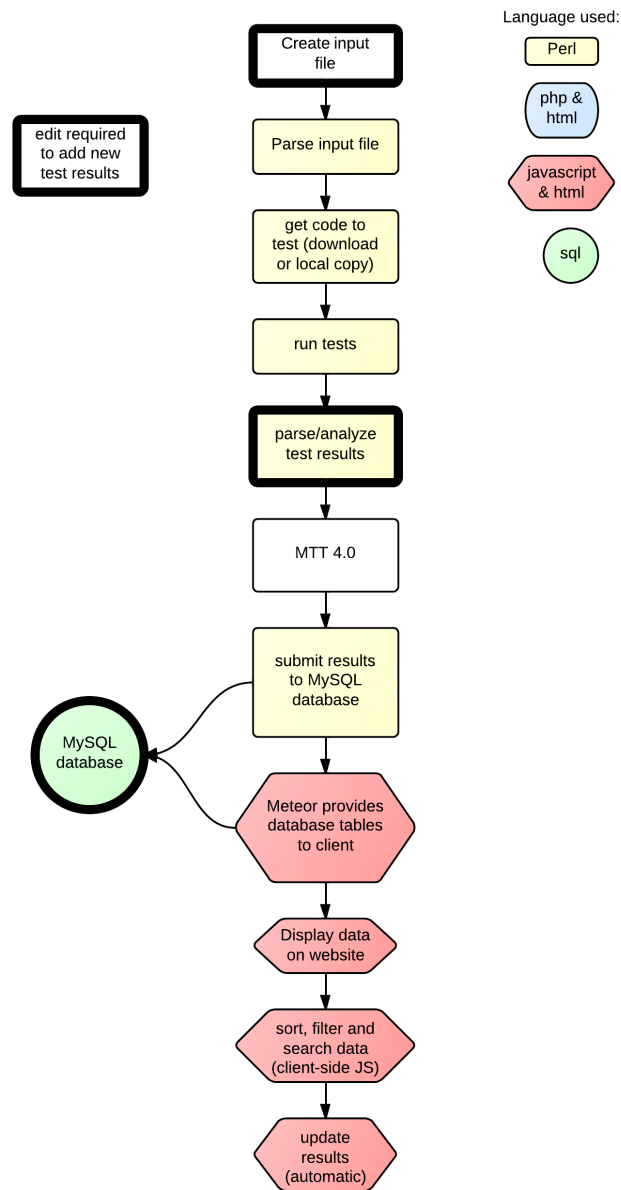 Language used:
Perl
php &
html
javascript
& html
sql
edit required
to add new
test results
Create input
file
Parse input file
get code to
test (download
or local copy)
run tests
parse/analyze
test results
MTT 4.0
submit results
to MySQL
database
MySQL
database
Meteor provides
database tables
to client
Display data
on website
sort, filter and
search data
(client-side JS)
update
results
(automatic)